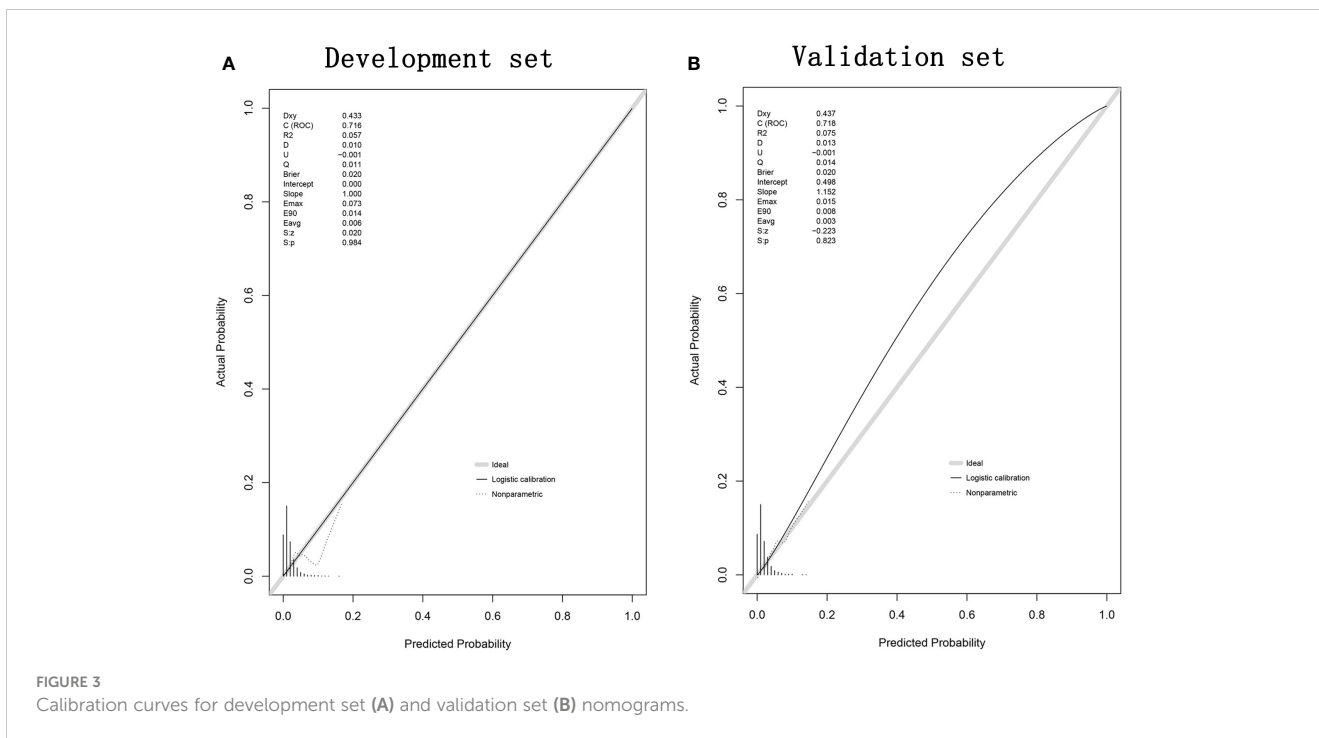 A Development set
Dxy 0.433
C (ROC) 0.716
R2 0.057
D 0.010
U −0.001
Q 0.011
Brier 0.020
Intercept 0.000
Slope 1.000
Emax 0.073
E90 0.014
Eavg 0.006
S:z 0.020
S:p 0.984
Actual Probability
1.0
0.8
0.6
0.4
0.2
0.0
Ideal
Logistic calibration
Nonparametric
0.0 0.2 0.4 0.6 0.8 1.0
Predicted Probability
B Validation set
Dxy 0.437
C (ROC) 0.718
R2 0.075
D 0.013
U −0.001
Q 0.014
Brier 0.020
Intercept 0.498
Slope 1.152
Emax 0.015
E90 0.008
Eavg 0.003
S:z −0.223
S:p 0.823
Actual Probability
1.0
0.8
0.6
0.4
0.2
0.0
Ideal
Logistic calibration
Nonparametric
0.0 0.2 0.4 0.6 0.8 1.0
Predicted Probability
FIGURE 3
Calibration curves for development set (A) and validation set (B) nomograms.